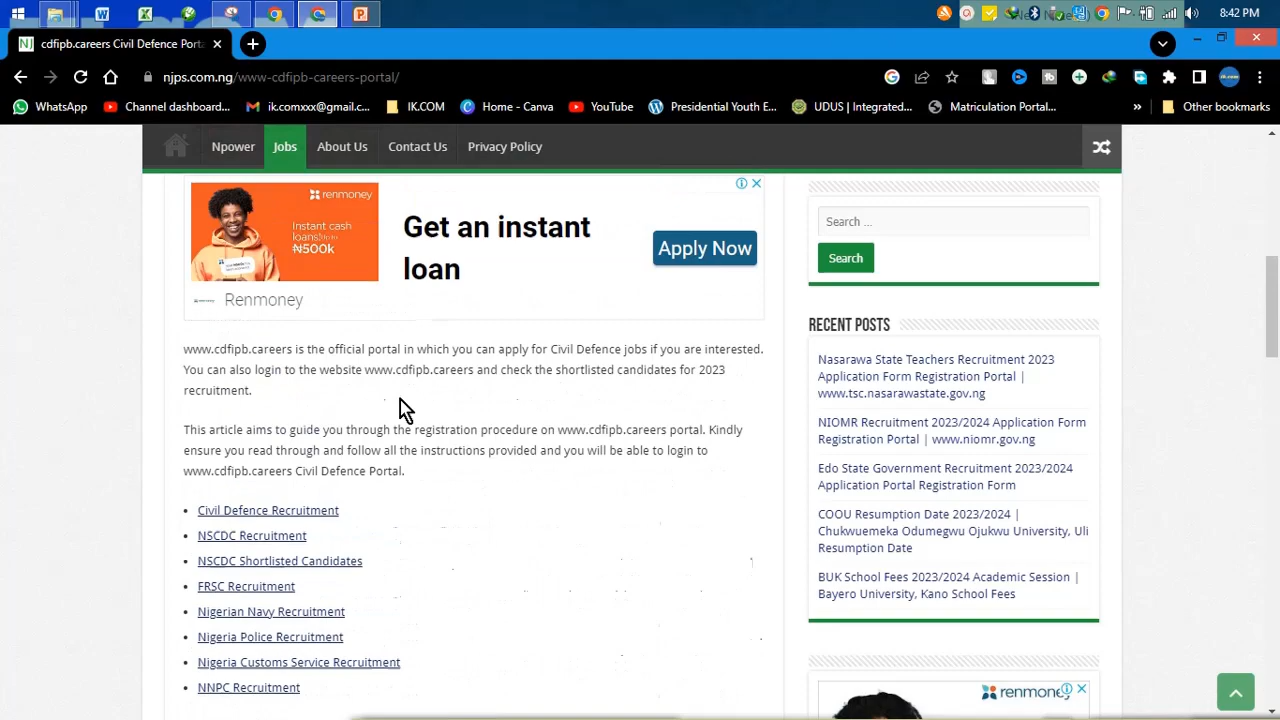 8:42 PM
NJ cdfipb.careers Civil Defence Porta
njps.com.ng/www-cdfipb-careers-portal/
WhatsApp
Channel dashboard...
ik.comxxx@gmail.c...
IK.COM
Home - Canva
YouTube
Presidential Youth E...
UDUS | Integrated...
Matriculation Portal...
»
Other bookmarks
Npower
Jobs
About Us
Contact Us
Privacy Policy
renmoney
Instant cash
₦500k
Get an instant
loan
Apply Now
Renmoney
www.cdfipb.careers is the official portal in which you can apply for Civil Defence jobs if you are interested.
You can also login to the website www.cdfipb.careers and check the shortlisted candidates for 2023
recruitment.
This article aims to guide you through the registration procedure on www.cdfipb.careers portal. Kindly
ensure you read through and follow all the instructions provided and you will be able to login to
www.cdfipb.careers Civil Defence Portal.
• Civil Defence Recruitment
• NSCDC Recruitment
• NSCDC Shortlisted Candidates
• FRSC Recruitment
• Nigerian Navy Recruitment
• Nigeria Police Recruitment
• Nigeria Customs Service Recruitment
• NNPC Recruitment
Search ...
Search
RECENT POSTS
Nasarawa State Teachers Recruitment 2023
Application Form Registration Portal |
www.tsc.nasarawastate.gov.ng
NIOMR Recruitment 2023/2024 Application Form
Registration Portal | www.niomr.gov.ng
Edo State Government Recruitment 2023/2024
Application Portal Registration Form
COOU Resumption Date 2023/2024 |
Chukwuemeka Odumegwu Ojukwu University, Uli
Resumption Date
BUK School Fees 2023/2024 Academic Session |
Bayero University, Kano School Fees
renmoney